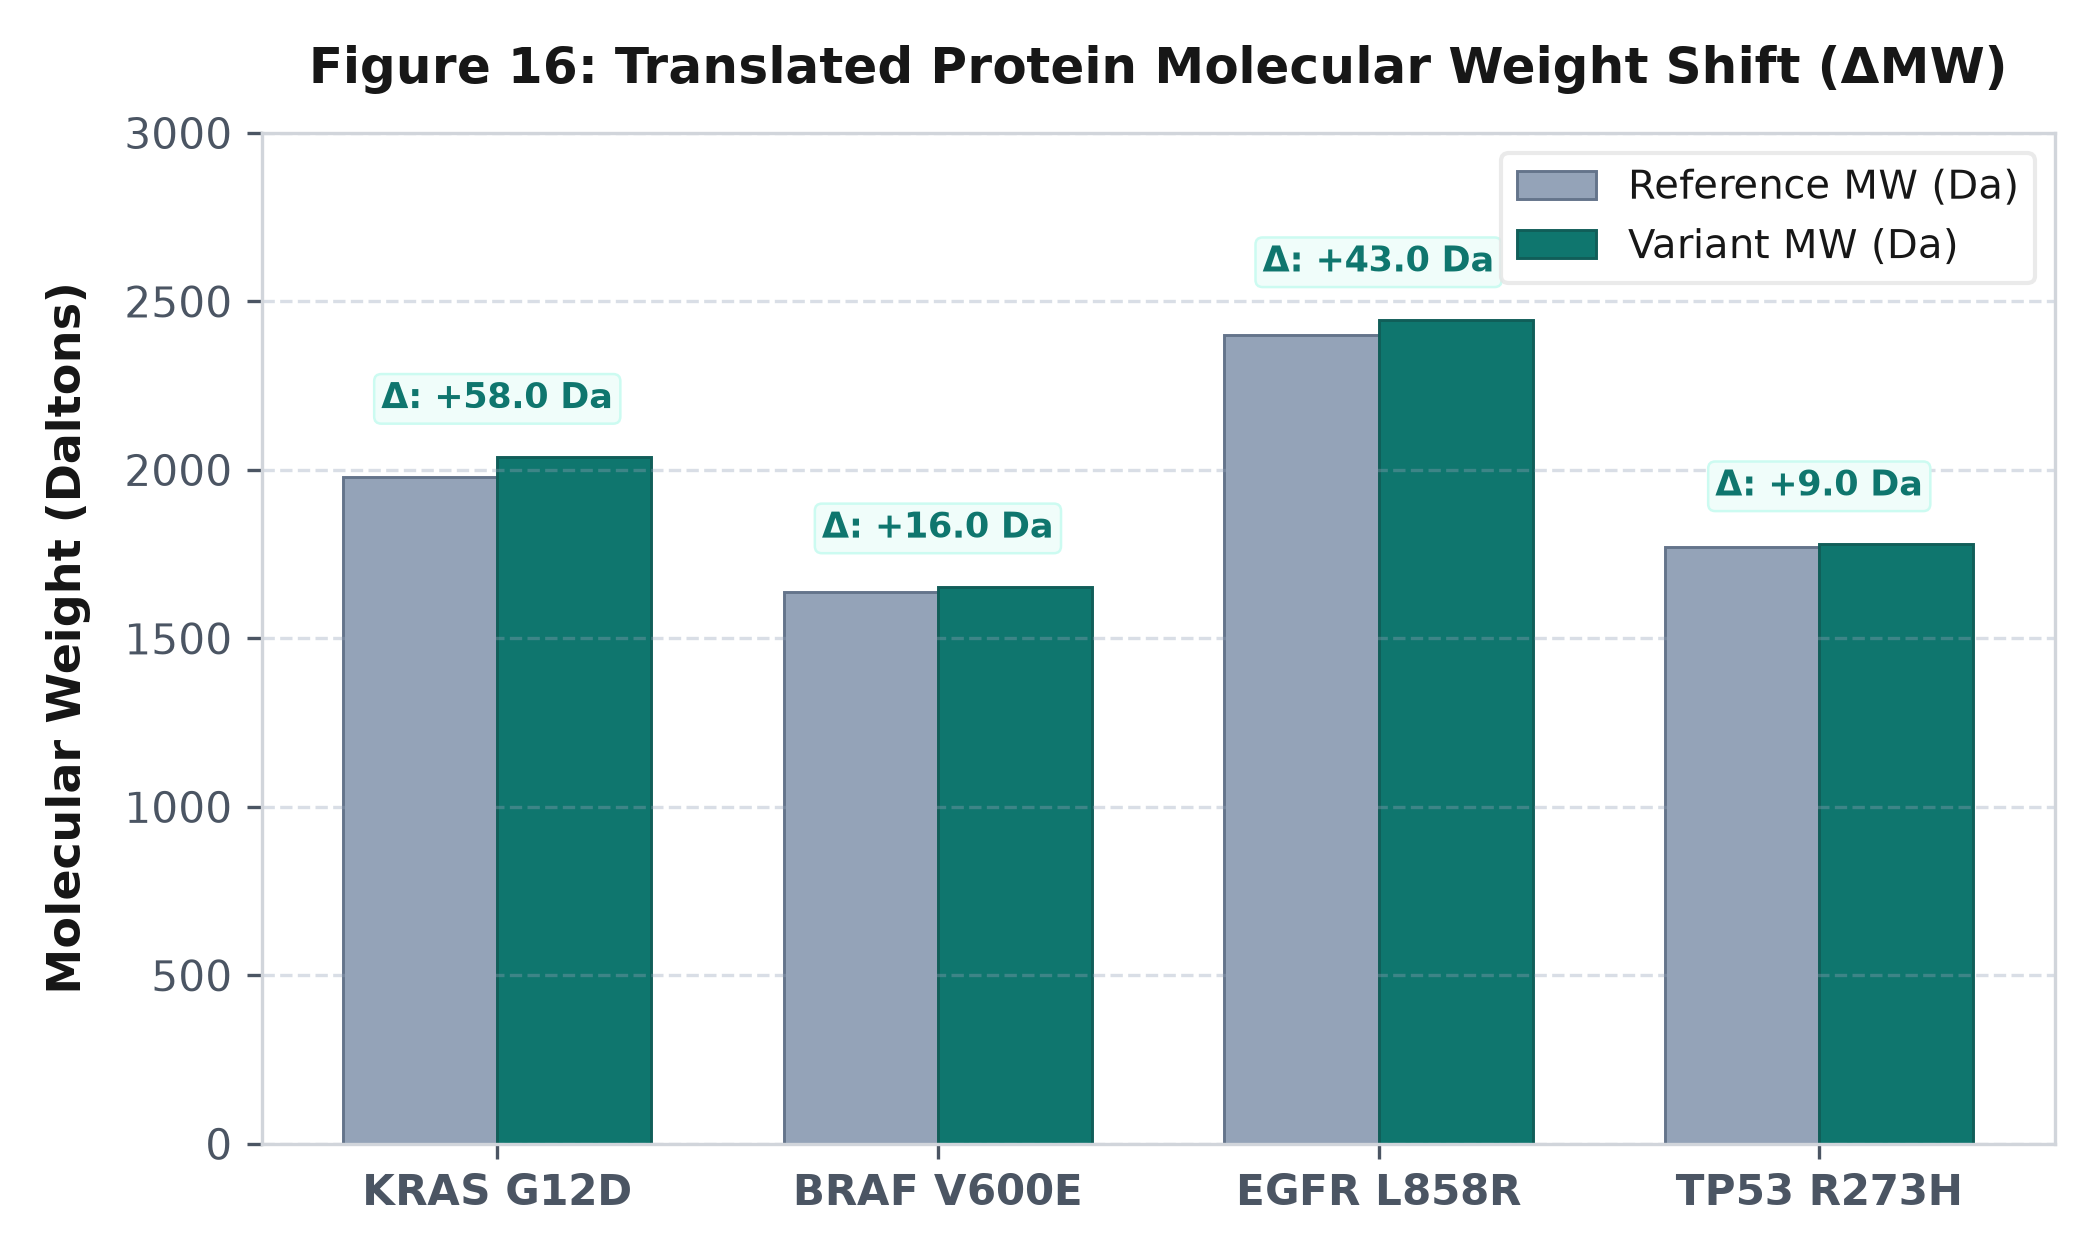 Figure 16: Translated Protein Molecular Weight Shift (ΔMW)
Molecular Weight (Daltons)
3000
2500
2000
1500
1000
500
0
Reference MW (Da)
Variant MW (Da)
Δ: +58.0 Da
Δ: +16.0 Da
Δ: +43.0 Da
Δ: +9.0 Da
KRAS G12D
BRAF V600E
EGFR L858R
TP53 R273H